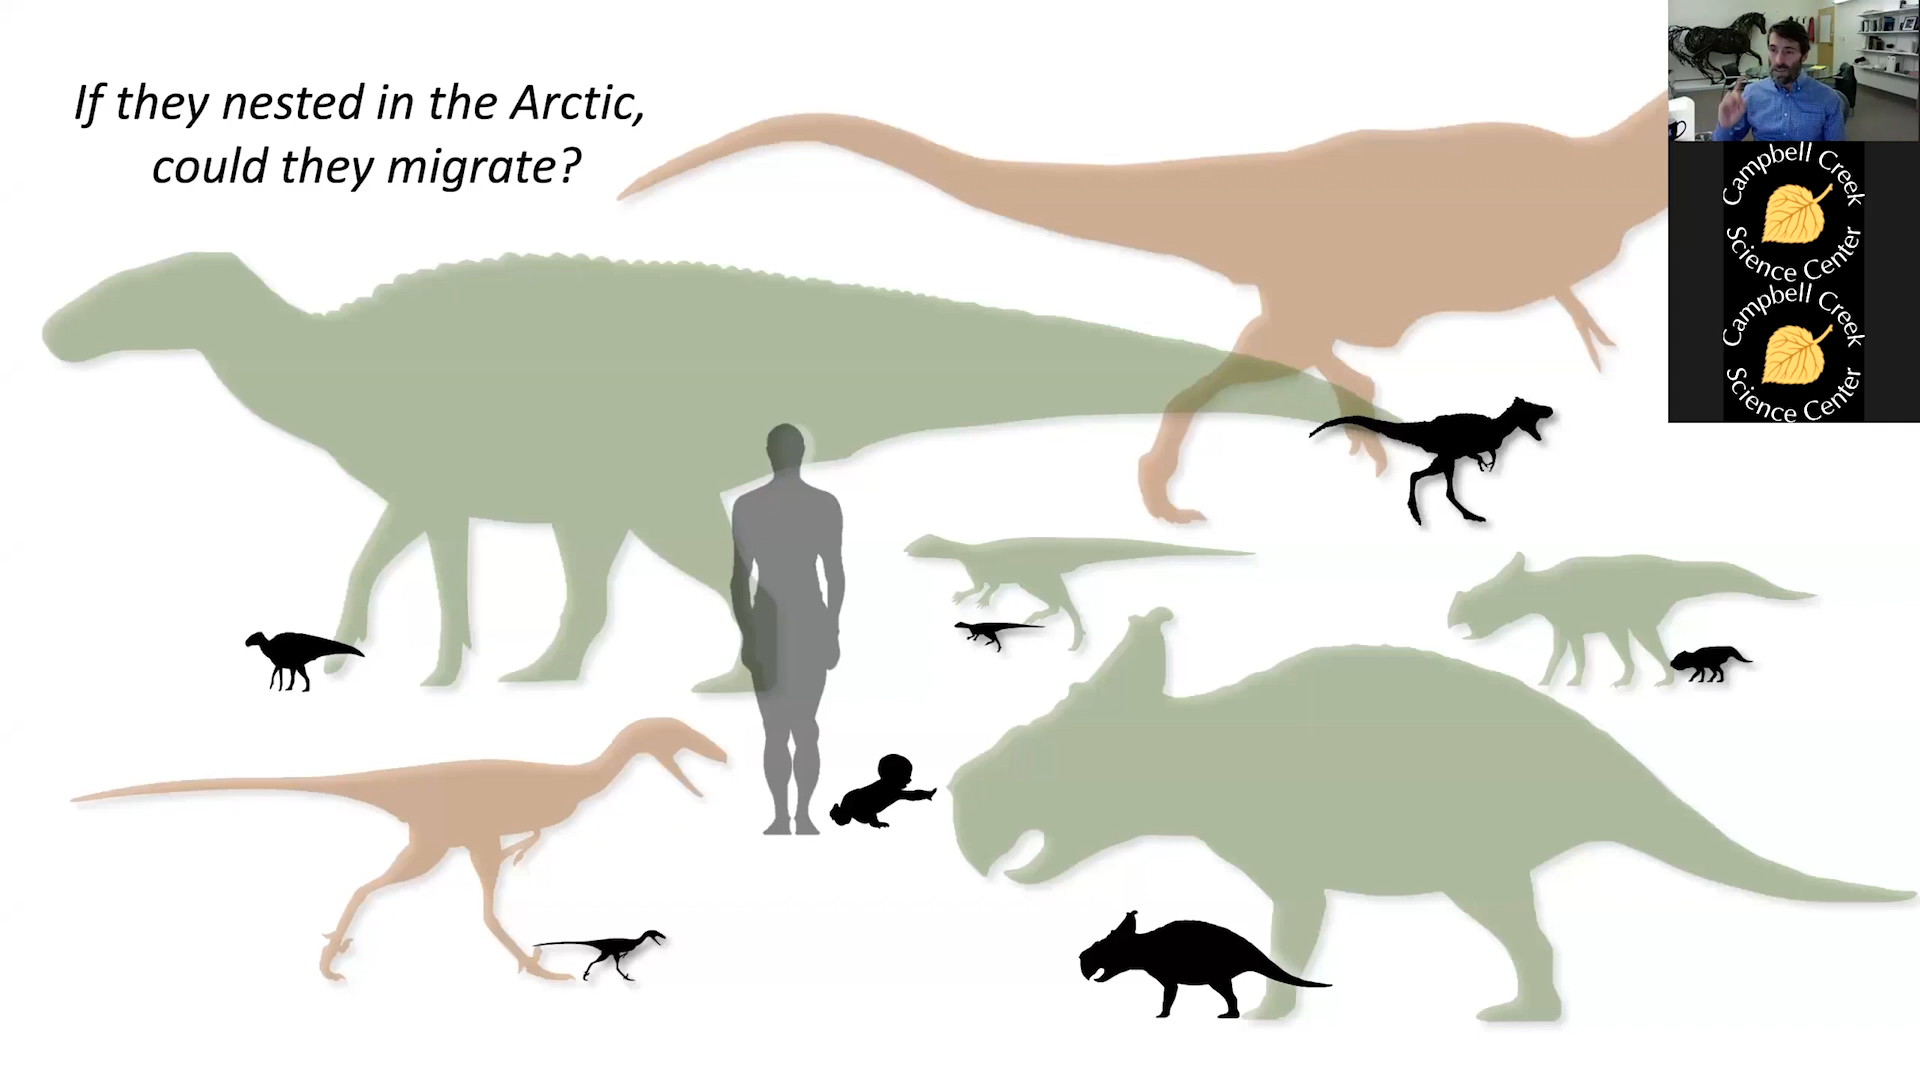 If they nested in the Arctic,
could they migrate?
Campbell Creek
Science Center
Campbell Creek
Science Center